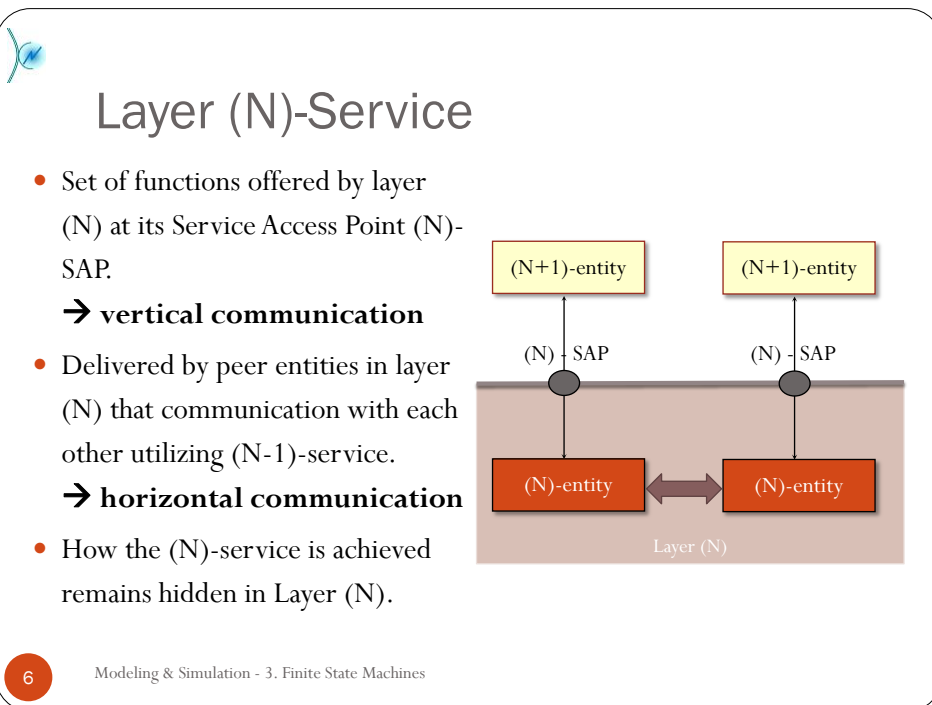 Layer (N)-Service
• Set of functions offered by layer
(N) at its Service Access Point (N)-
SAP.
→ vertical communication
• Delivered by peer entities in layer
(N) that communication with each
other utilizing (N-1)-service.
→ horizontal communication
• How the (N)-service is achieved
remains hidden in Layer (N).
(N+1)-entity
(N+1)-entity
(N) - SAP
(N) - SAP
(N)-entity
(N)-entity
Layer (N)
6
Modeling & Simulation - 3. Finite State Machines
N